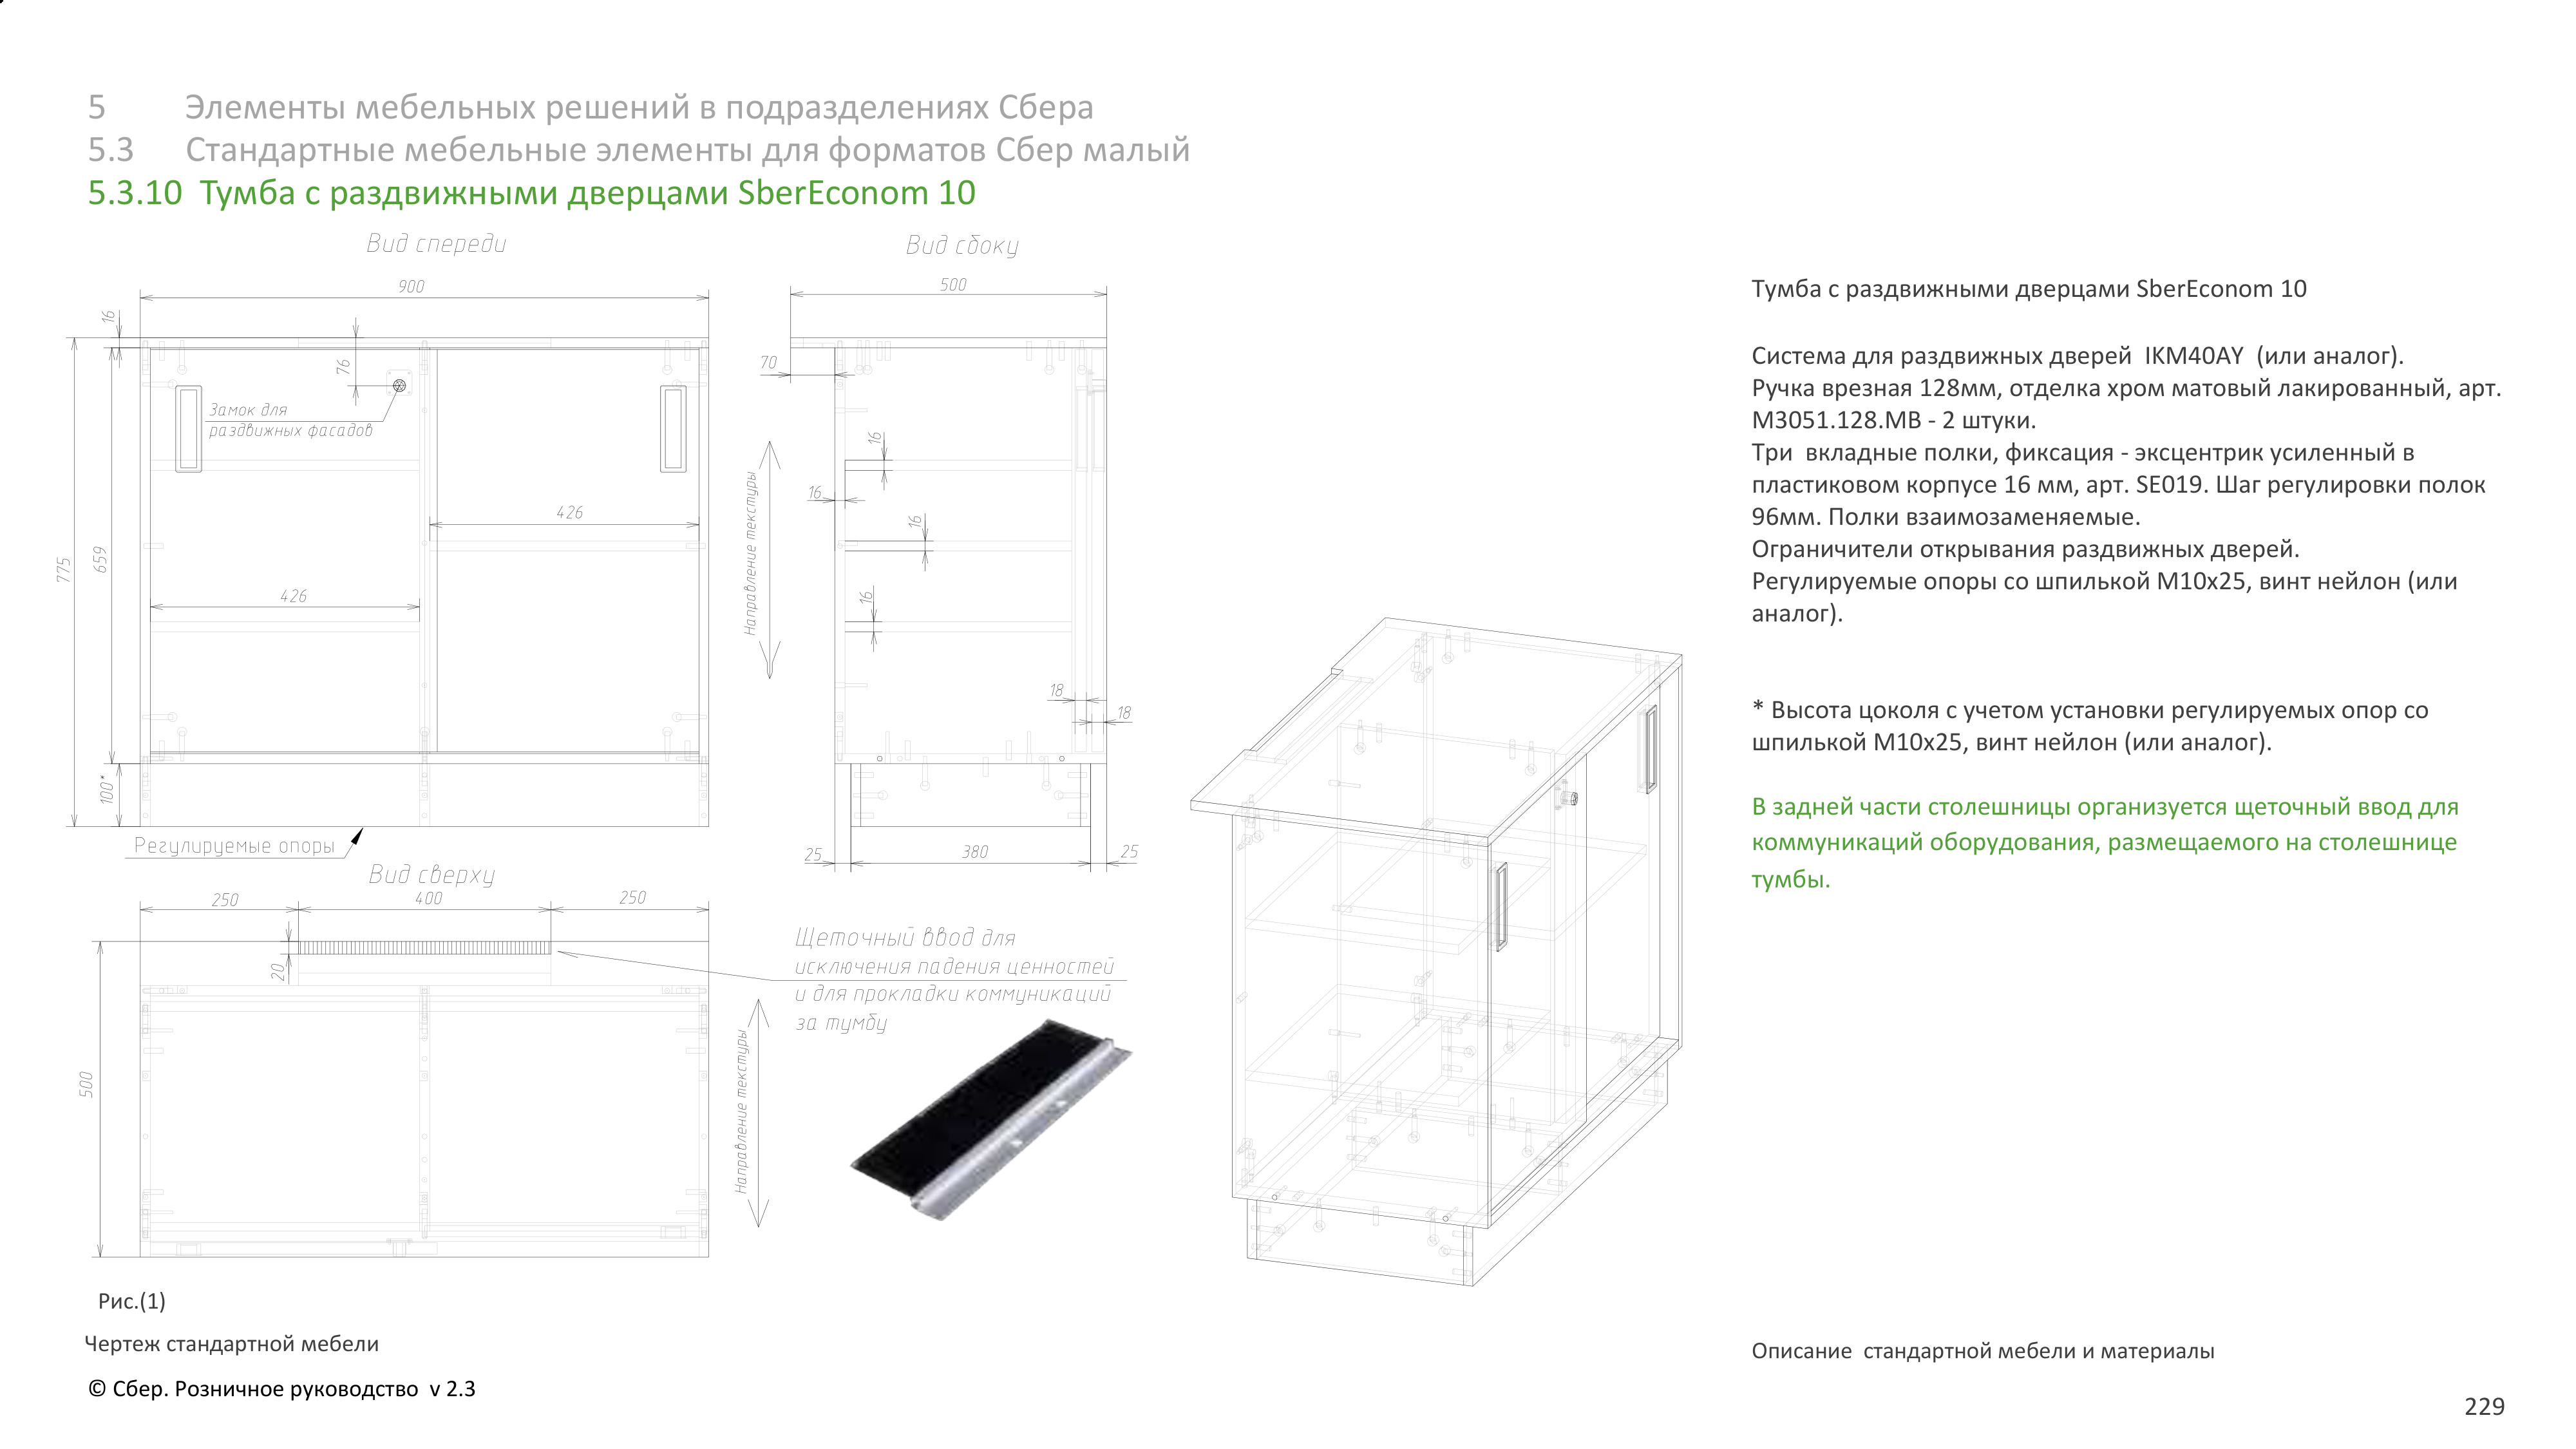 5 Элементы мебельных решений в подразделениях Сбера
5.3 Стандартные мебельные элементы для форматов Сбер малый
5.3.10 Тумба с раздвижными дверцами SberEconom 10
Вид спереди
900
16
76
Замок для
раздвижных фасадов
426
426
775
659
100*
Регулируемые опоры
Вид сбоку
500
70
16
16
16
16
18
18
25
380
25
Направление текстуры
Вид сверху
250
400
250
20
500
Направление текстуры
Щеточный ввод для
исключения падения ценностей
и для прокладки коммуникаций
за тумбу
Тумба с раздвижными дверцами SberEconom 10
Система для раздвижных дверей IKM40AY (или аналог).
Ручка врезная 128мм, отделка хром матовый лакированный, арт.
M3051.128.MB - 2 штуки.
Три вкладные полки, фиксация - эксцентрик усиленный в
пластиковом корпусе 16 мм, арт. SE019. Шаг регулировки полок
96мм. Полки взаимозаменяемые.
Ограничители открывания раздвижных дверей.
Регулируемые опоры со шпилькой М10х25, винт нейлон (или
аналог).
* Высота цоколя с учетом установки регулируемых опор со
шпилькой М10х25, винт нейлон (или аналог).
В задней части столешницы организуется щеточный ввод для
коммуникаций оборудования, размещаемого на столешнице
тумбы.
Рис.(1)
Чертеж стандартной мебели
Описание стандартной мебели и материалы
© Сбер. Розничное руководство v 2.3
229